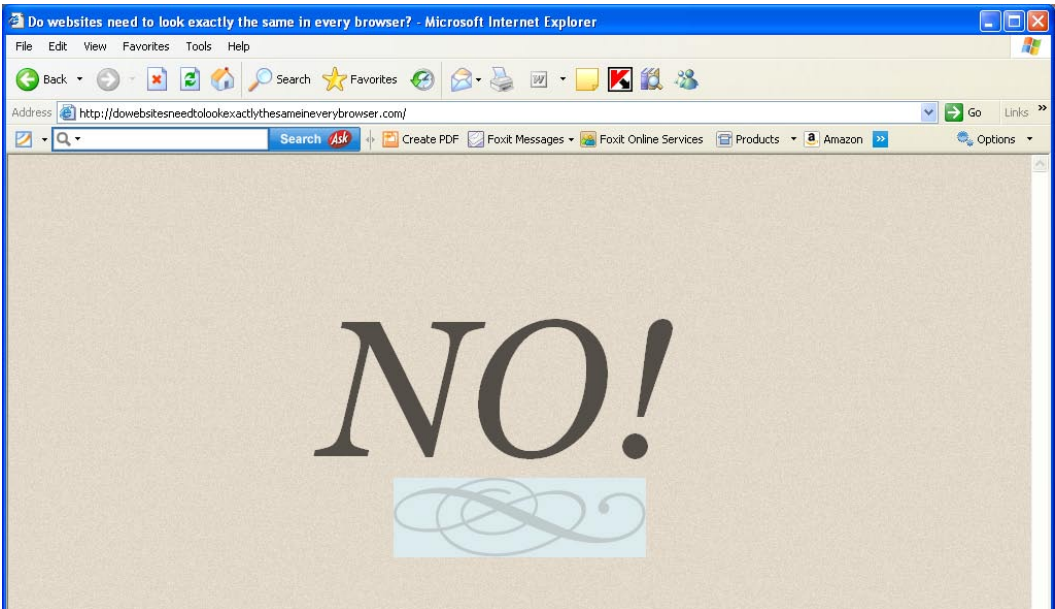 Do websites need to look exactly the same in every browser? - Microsoft Internet Explorer
File Edit View Favorites Tools Help
Back Search Favorites W K
Address http://dowebsitesneedtolookexactlythesameineverybrowser.com/ Go Links »
Search Ask Create PDF Foxit Messages Foxit Online Services Products a Amazon » Options
NO!